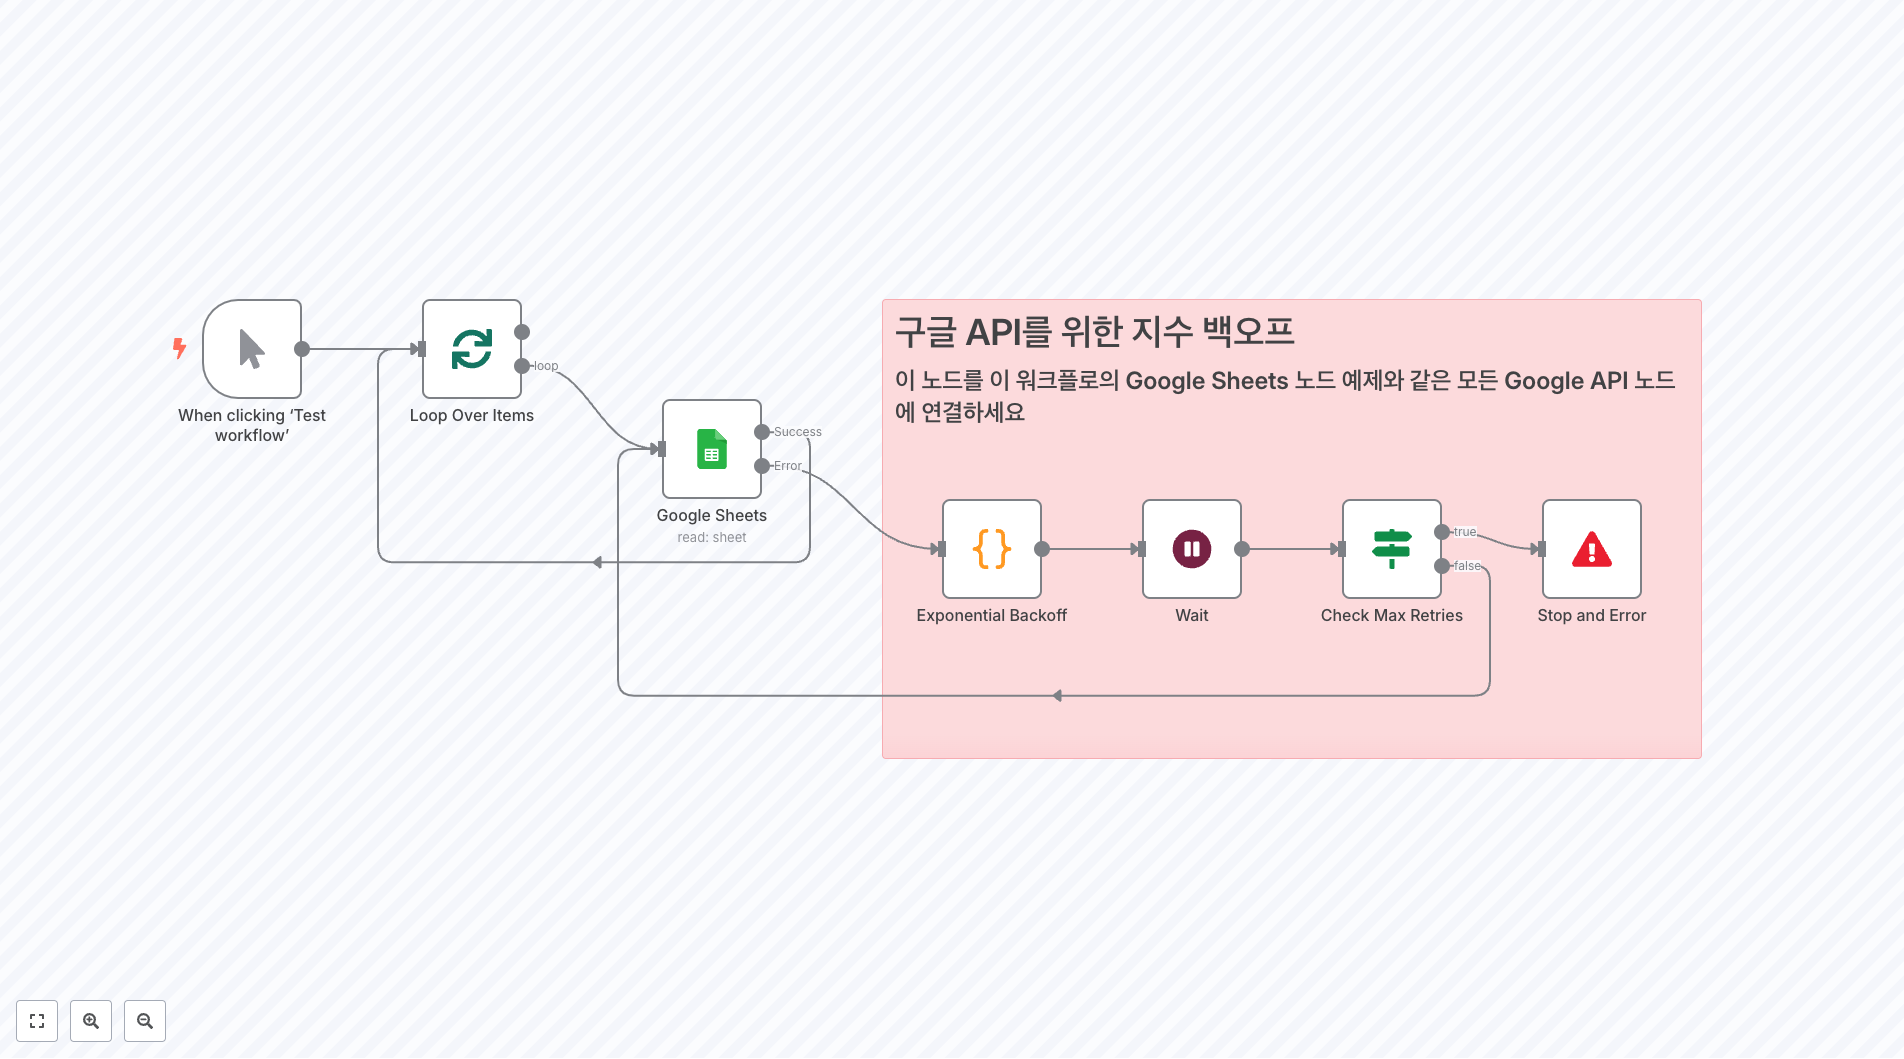 When clicking ‘Test
workflow’
Loop Over Items
loop
Google Sheets
read: sheet
Success
Error
구글 API를 위한 지수 백오프
이 노드를 이 워크플로의 Google Sheets 노드 예제와 같은 모든 Google API 노드
에 연결하세요
Exponential Backoff
Wait
Check Max Retries
true
false
Stop and Error